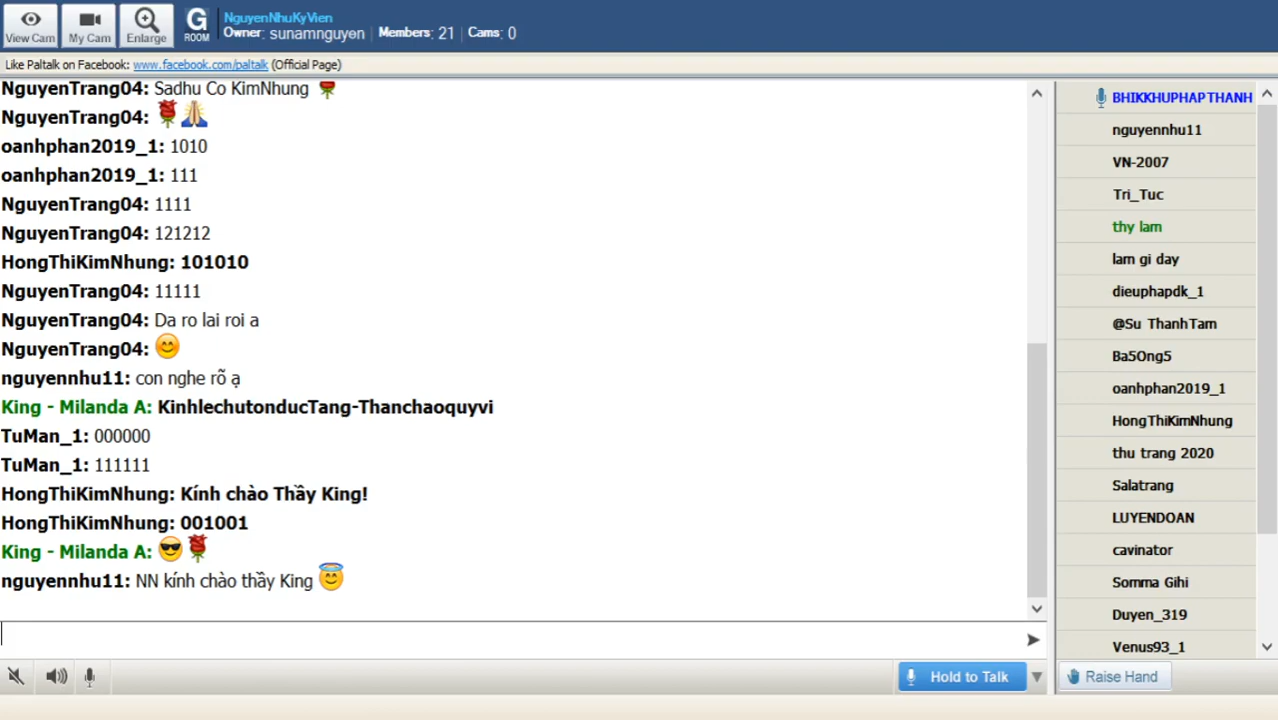 View Cam
My Cam
Enlarge
G
ROOM
NguyenNhuKyVien
Owner: sunamnguyen | Members: 21 | Cams: 0
Like Paltalk on Facebook: www.facebook.com/paltalk (Official Page)
NguyenTrang04: Sadhu Co KimNhung 🌹
NguyenTrang04: 🌹🙏
oanhphan2019_1: 1010
oanhphan2019_1: 111
NguyenTrang04: 1111
NguyenTrang04: 121212
HongThiKimNhung: 101010
NguyenTrang04: 11111
NguyenTrang04: Da ro lai roi a
NguyenTrang04: 😊
nguyennhu11: con nghe rõ ạ
King - Milanda A: KinhlechutonducTang-Thanchaoquyvi
TuMan_1: 000000
TuMan_1: 111111
HongThiKimNhung: Kính chào Thầy King!
HongThiKimNhung: 001001
King - Milanda A: 😎🌹
nguyennhu11: NN kính chào thầy King 😇
BHIKKHUPHAPTHANH
nguyennhu11
VN-2007
Tri_Tuc
thy lam
lam gi day
dieuphapdk_1
@Su ThanhTam
Ba5Ong5
oanhphan2019_1
HongThiKimNhung
thu trang 2020
Salatrang
LUYENDOAN
cavinator
Somma Gihi
Duyen_319
Venus93_1
Hold to Talk
Raise Hand